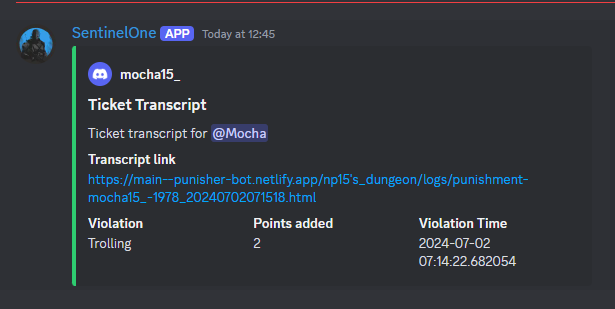 SentinelOne APP Today at 12:45
mocha15_
Ticket Transcript
Ticket transcript for @Mocha
Transcript link
https://main--punisher-bot.netlify.app/np15's_dungeon/logs/punishment-
mocha15_-1978_20240702071518.html
Violation Points added Violation Time
Trolling 2 2024-07-02
07:14:22.682054